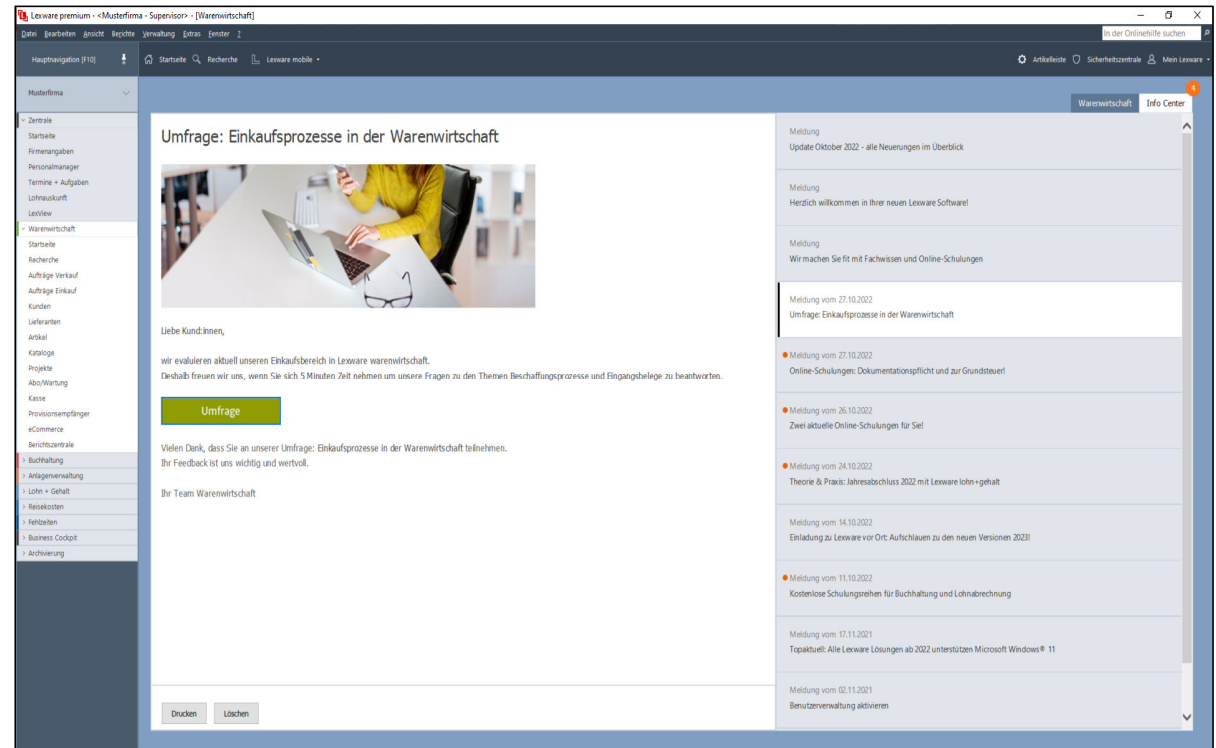 Lexware premium - <Musterfirma - Supervisor> - [Warenwirtschaft]
Datei Bearbeiten Ansicht Berichte Verwaltung Extras Fenster ?
In der Onlinehilfe suchen
Hauptnavigation [F10]
Startseite Recherche Lexware mobile
Artikelleiste Sicherheitszentrale Mein Lexware
Musterfirma
4
Warenwirtschaft Info Center
Zentrale
Startseite
Firmenangaben
Personalmanager
Termine + Aufgaben
Lohnauskunft
LexView
Warenwirtschaft
Startseite
Recherche
Aufträge Verkauf
Aufträge Einkauf
Kunden
Lieferanten
Artikel
Kataloge
Projekte
Abo/Wartung
Kasse
Provisionsempfänger
eCommerce
Berichtszentrale
Buchhaltung
Anlagenverwaltung
Lohn + Gehalt
Reisekosten
Fehlzeiten
Business Cockpit
Archivierung
Umfrage: Einkaufsprozesse in der Warenwirtschaft
Liebe Kund:innen,
wir evaluieren aktuell unseren Einkaufsbereich in Lexware warenwirtschaft.
Deshalb freuen wir uns, wenn Sie sich 5 Minuten Zeit nehmen um unsere Fragen zu den Themen Beschaffungsprozesse und Eingangsbelege zu beantworten.
Umfrage
Vielen Dank, dass Sie an unserer Umfrage: Einkaufsprozesse in der Warenwirtschaft teilnehmen.
Ihr Feedback ist uns wichtig und wertvoll.
Ihr Team Warenwirtschaft
Drucken Löschen
Meldung
Update Oktober 2022 - alle Neuerungen im Überblick
Meldung
Herzlich willkommen in Ihrer neuen Lexware Software!
Meldung
Wir machen Sie fit mit Fachwissen und Online-Schulungen
Meldung vom 27.10.2022
Umfrage: Einkaufsprozesse in der Warenwirtschaft
Meldung vom 27.10.2022
Online-Schulungen: Dokumentationspflicht und zur Grundsteuer!
Meldung vom 26.10.2022
Zwei aktuelle Online-Schulungen für Sie!
Meldung vom 24.10.2022
Theorie & Praxis: Jahresabschluss 2022 mit Lexware lohn+gehalt
Meldung vom 14.10.2022
Einladung zu Lexware vor Ort: Aufschlauen zu den neuen Versionen 2023!
Meldung vom 11.10.2022
Kostenlose Schulungsreihen für Buchhaltung und Lohnabrechnung
Meldung vom 17.11.2021
Topaktuell: Alle Lexware Lösungen ab 2022 unterstützen Microsoft Windows® 11
Meldung vom 02.11.2021
Benutzerverwaltung aktivieren